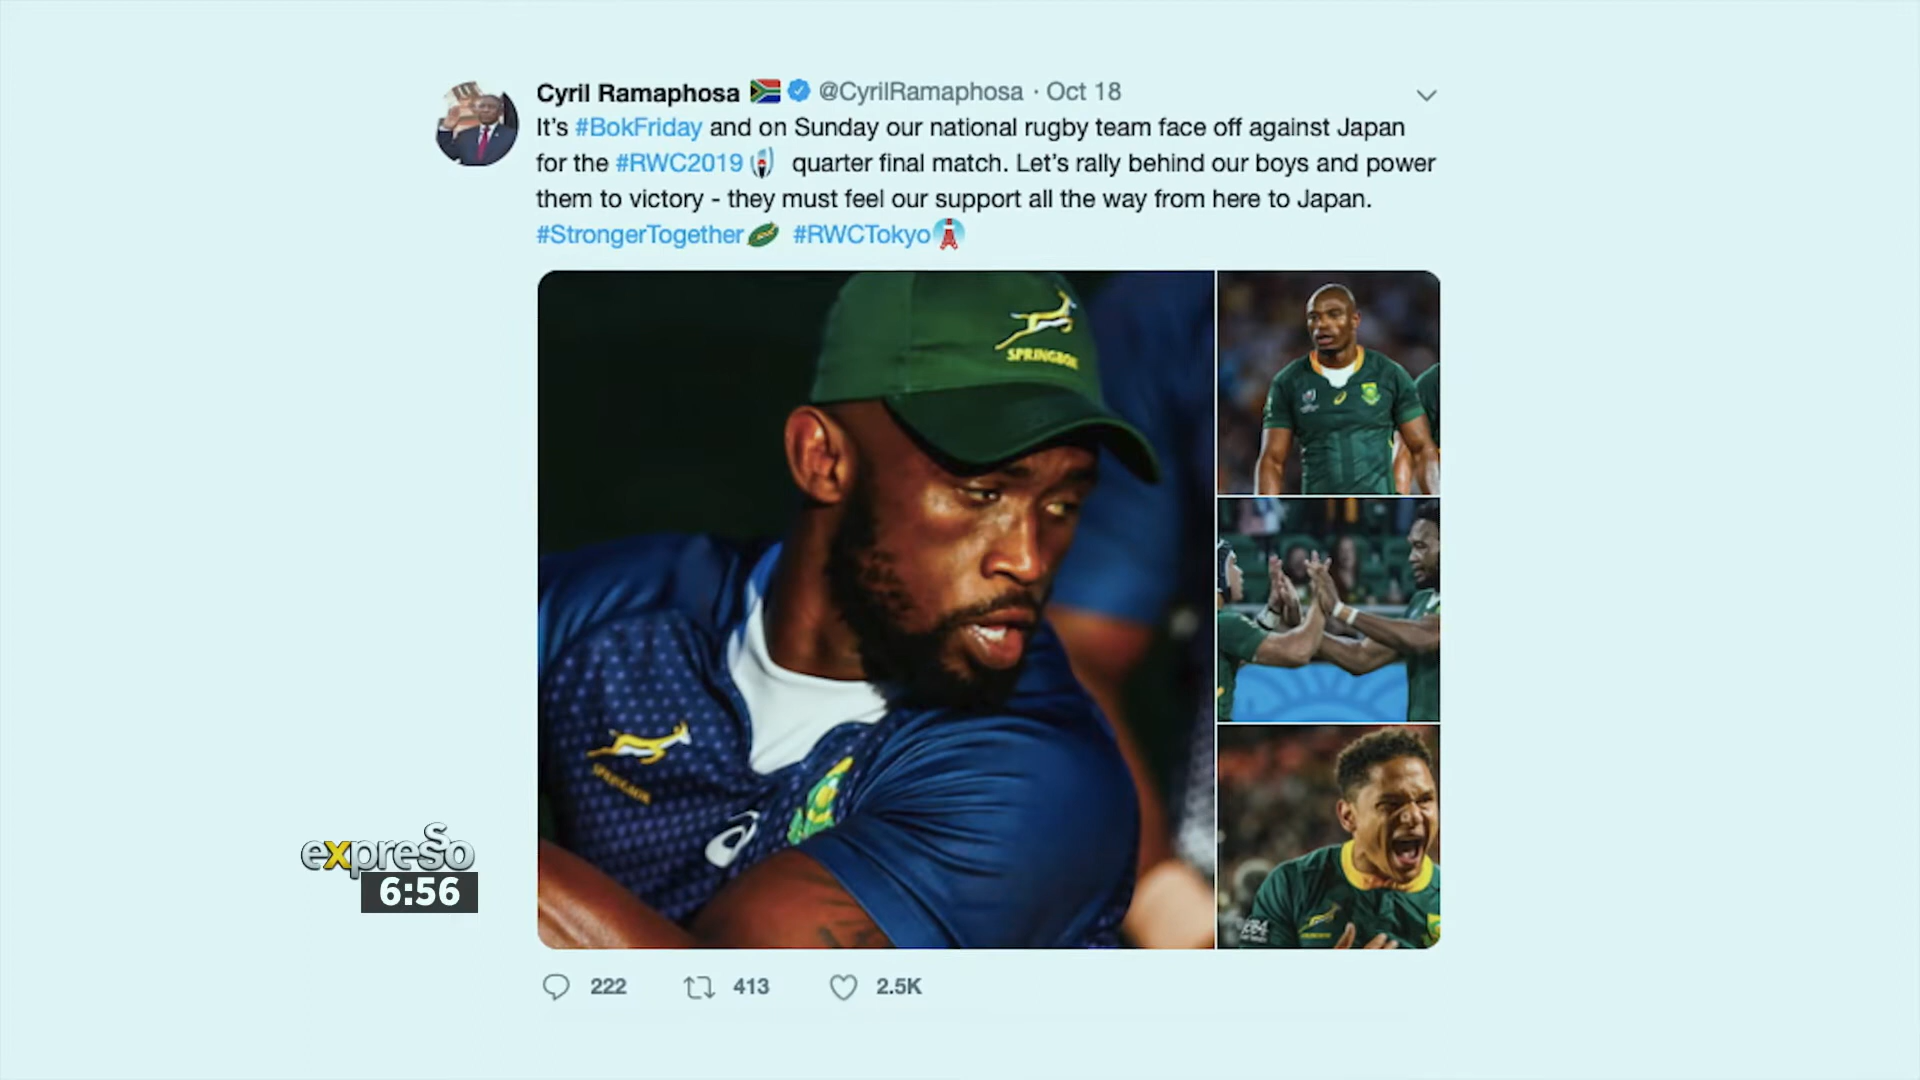 Cyril Ramaphosa @CyrilRamaphosa · Oct 18
It's #BokFriday and on Sunday our national rugby team face off against Japan
for the #RWC2019 quarter final match. Let's rally behind our boys and power
them to victory - they must feel our support all the way from here to Japan.
#StrongerTogether #RWCTokyo
SPRINGBOK
SPRINGBOK
expresso
6:56
222 413 2.5K